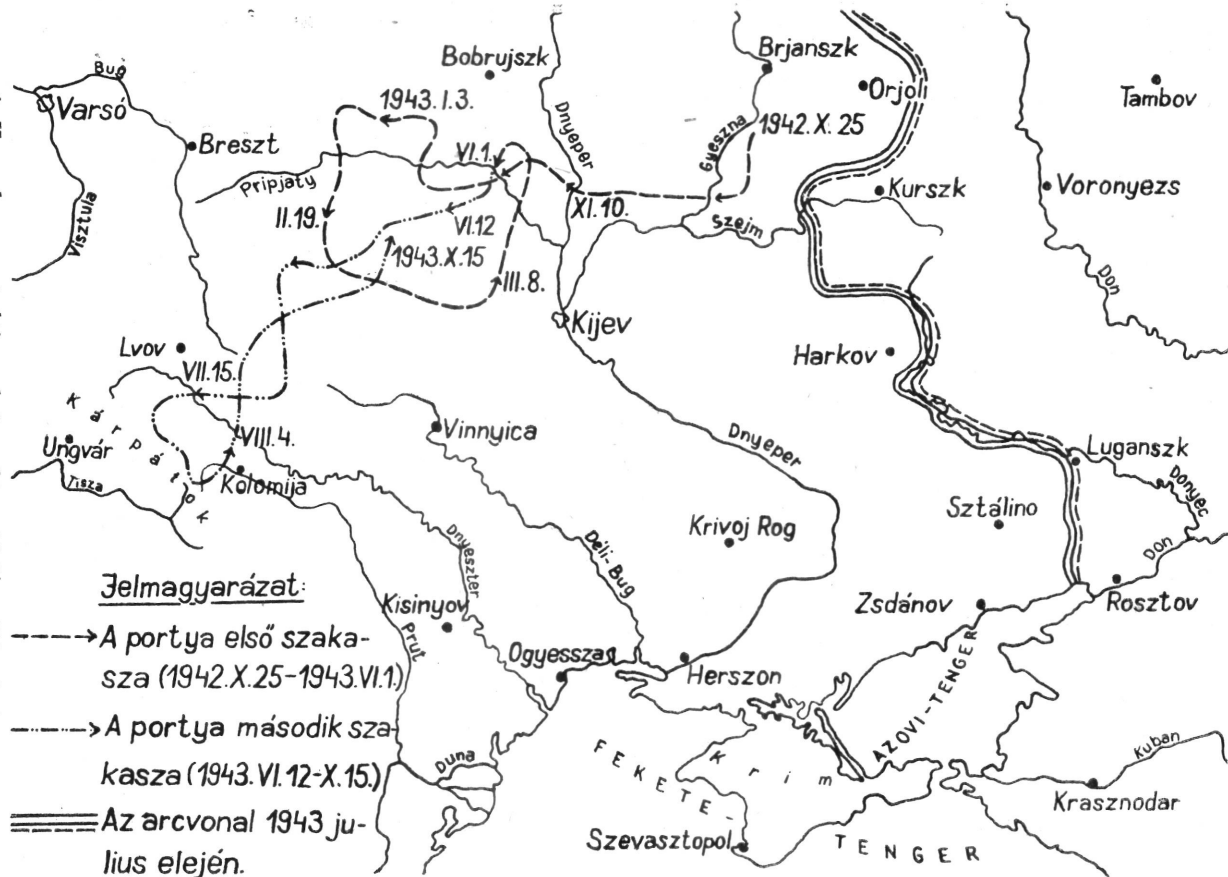 Bobrujszk
Brjanszk
Bug
Varsó
1943.I.3.
Dnyeper
Orjol
Tambov
1942.X.25
Breszt
VI.1.
Gyeszna
Pripjaty
Kurszk
Voronyezs
Visztula
II.19.
VI.12
XI.10.
Szejm
1943.X.15
III.8.
Don
Kijev
Lvov
Harkov
VII.15.
Kárpátok
VIII.4.
Vinnyica
Dnyeper
Ungvár
Luganszk
Tisza
Kolomija
Donyec
Sztálino
Krivoj Rog
Dnyeszter
Déli-Bug
Don
Jelmagyarázat:
Kisinyov
Zsdánov
Rosztov
A portya első szaka-
sza (1942.X.25-1943.VI.1.)
Prut
Ogyessza
Herszon
AZOVI-TENGER
A portya második sza-
kasza (1943.VI.12-X.15.)
Duna
FEKETE-
Krim
Kuban
Krasznodar
Az arcvonal 1943 ju-
lius elején.
Szevasztopol
TENGER